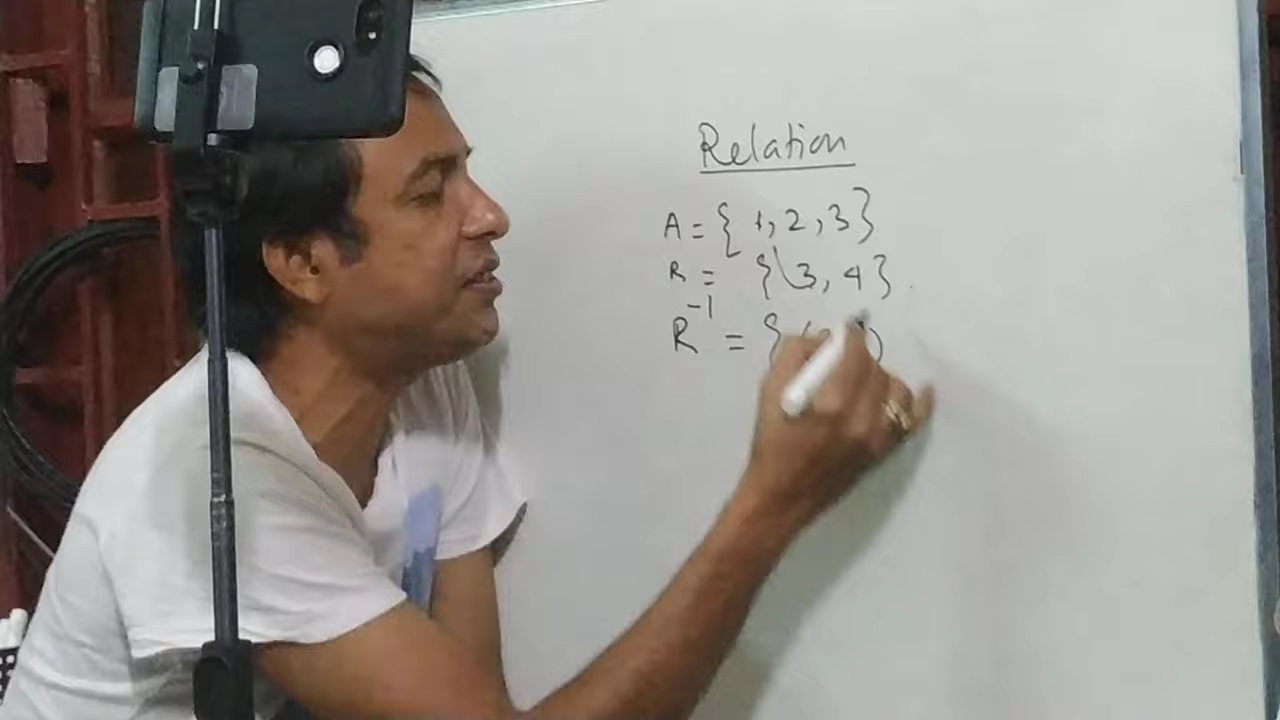 Relation
A = { 1, 2, 3 }
R = { \3, 4 }
R⁻¹ = {